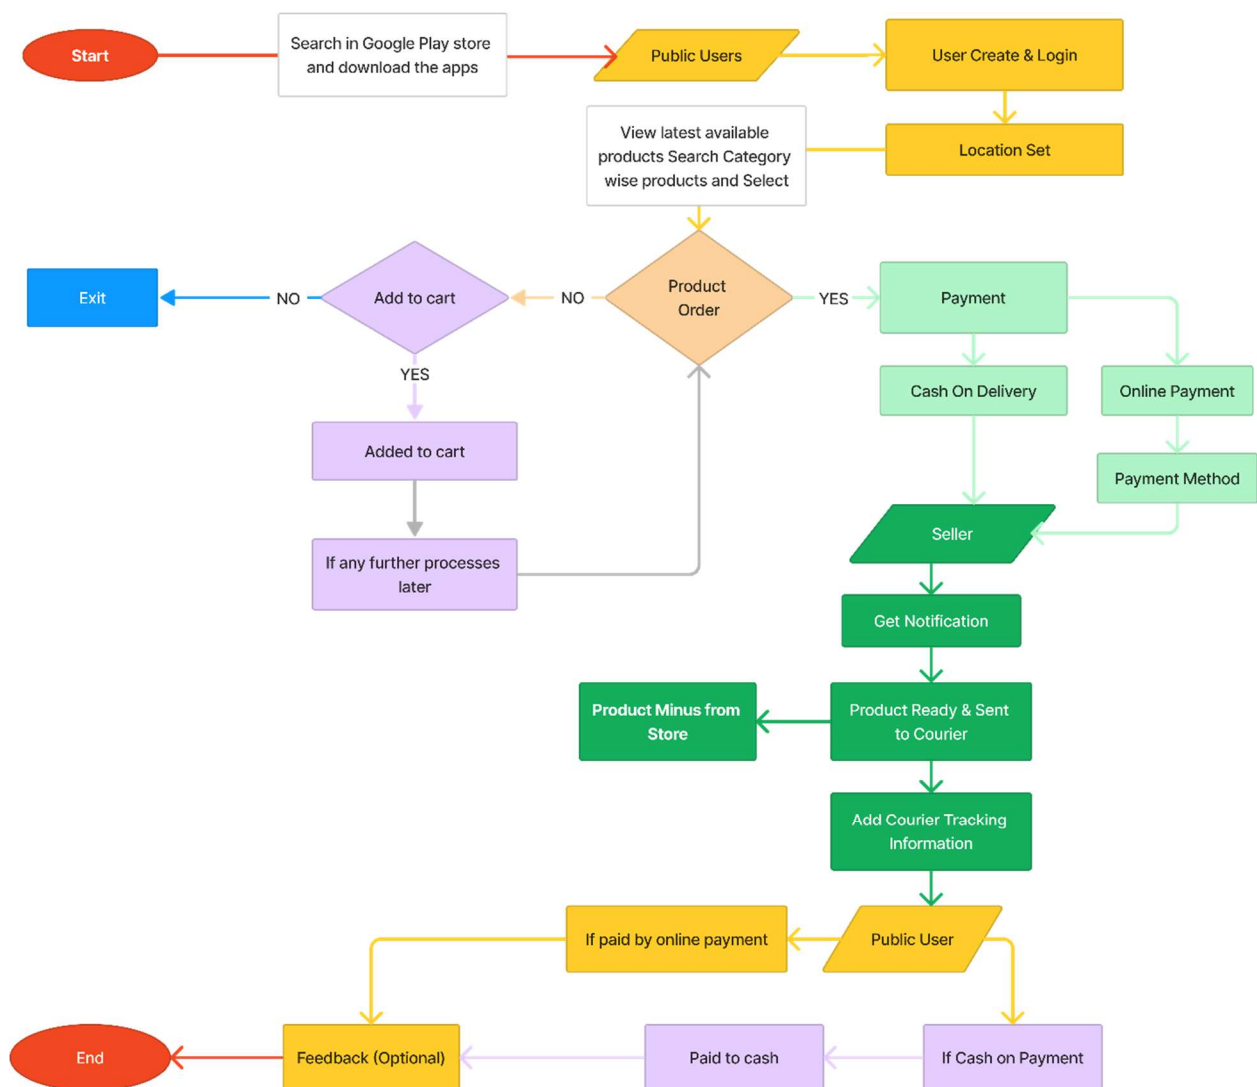 Start
Search in Google Play store
and download the apps
Public Users
User Create & Login
View latest available
products Search Category
wise products and Select
Location Set
Exit
NO
Add to cart
NO
Product
Order
YES
Payment
YES
Cash On Delivery
Online Payment
Added to cart
Payment Method
Seller
If any further processes
later
Get Notification
Product Minus from
Store
Product Ready & Sent
to Courier
Add Courier Tracking
Information
If paid by online payment
Public User
End
Feedback (Optional)
Paid to cash
If Cash on Payment